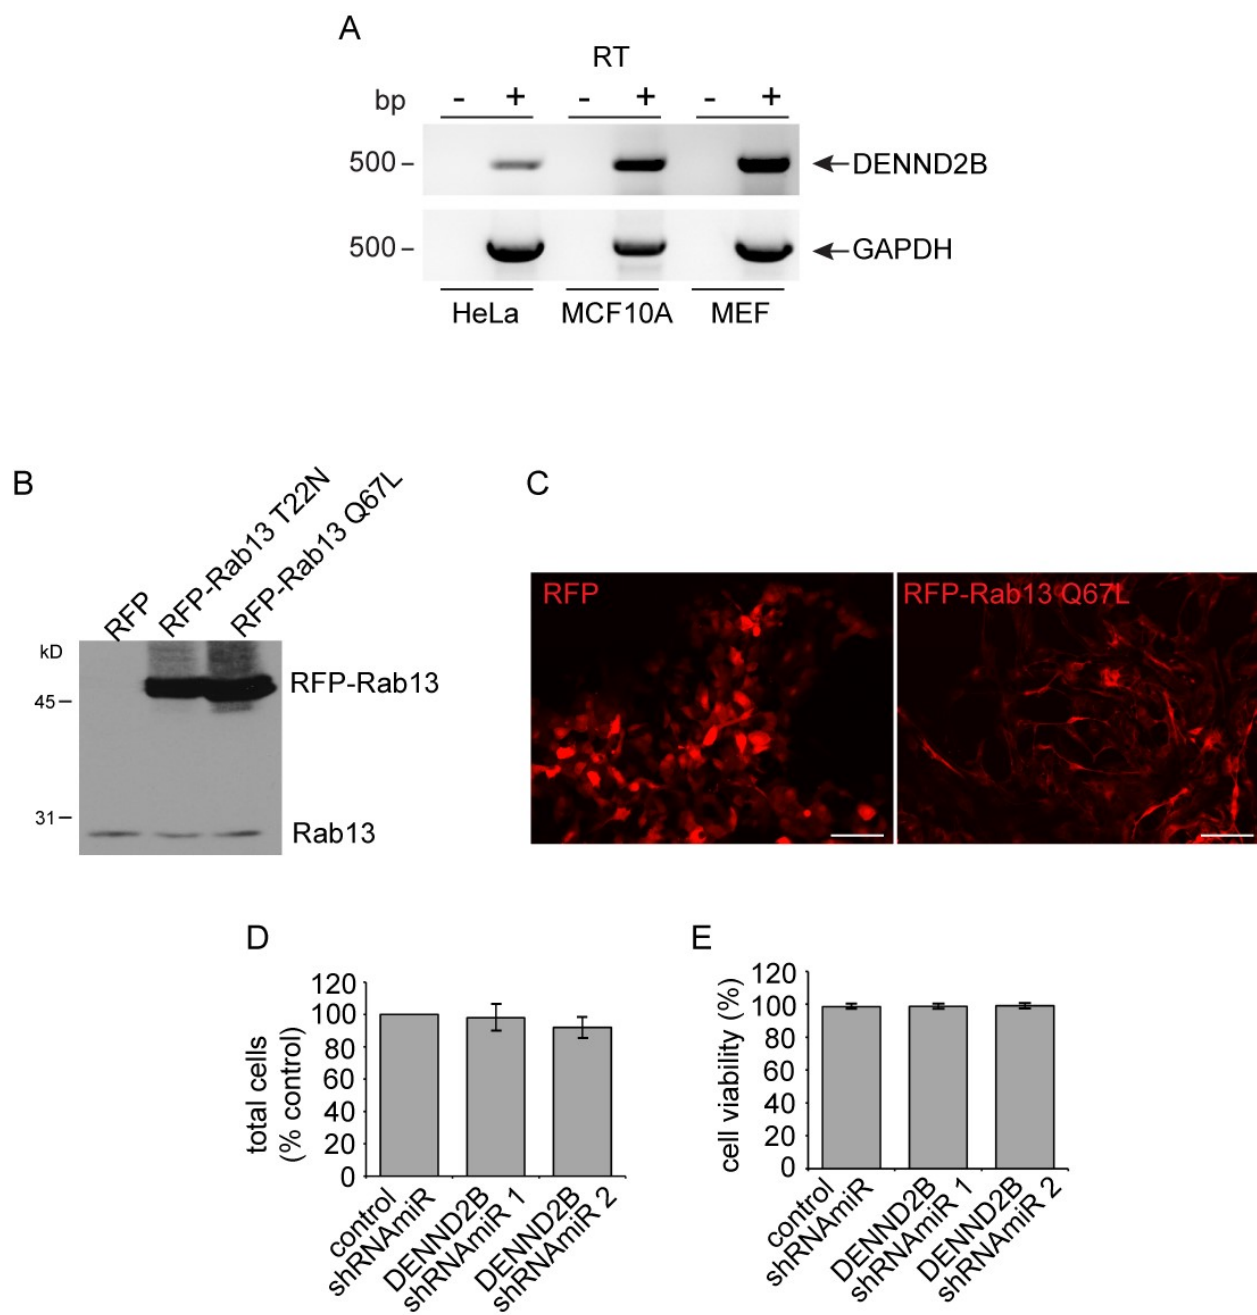 A
RT
bp - + - + - +
500 DENND2B
500 GAPDH
HeLa MCF10A MEF
B
RFP
RFP-Rab13 T22N
RFP-Rab13 Q67L
kD
45
RFP-Rab13
31
Rab13
C
RFP
RFP-Rab13 Q67L
D
total cells
(% control)
120
100
80
60
40
20
0
control
shRNAmiR
DENND2B
shRNAmiR 1
DENND2B
shRNAmiR 2
E
cell viability (%)
120
100
80
60
40
20
0
control
shRNAmiR
DENND2B
shRNAmiR 1
DENND2B
shRNAmiR 2